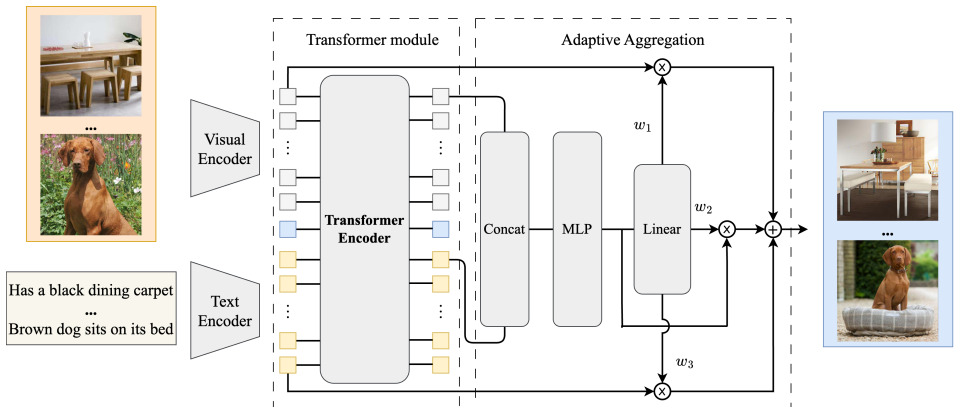 Transformer module
Adaptive Aggregation
...
Visual
Encoder
Transformer
Encoder
Text
Encoder
Has a black dining carpet
...
Brown dog sits on its bed
Concat
MLP
Linear
w1
w2
w3
x
x
x
+
...